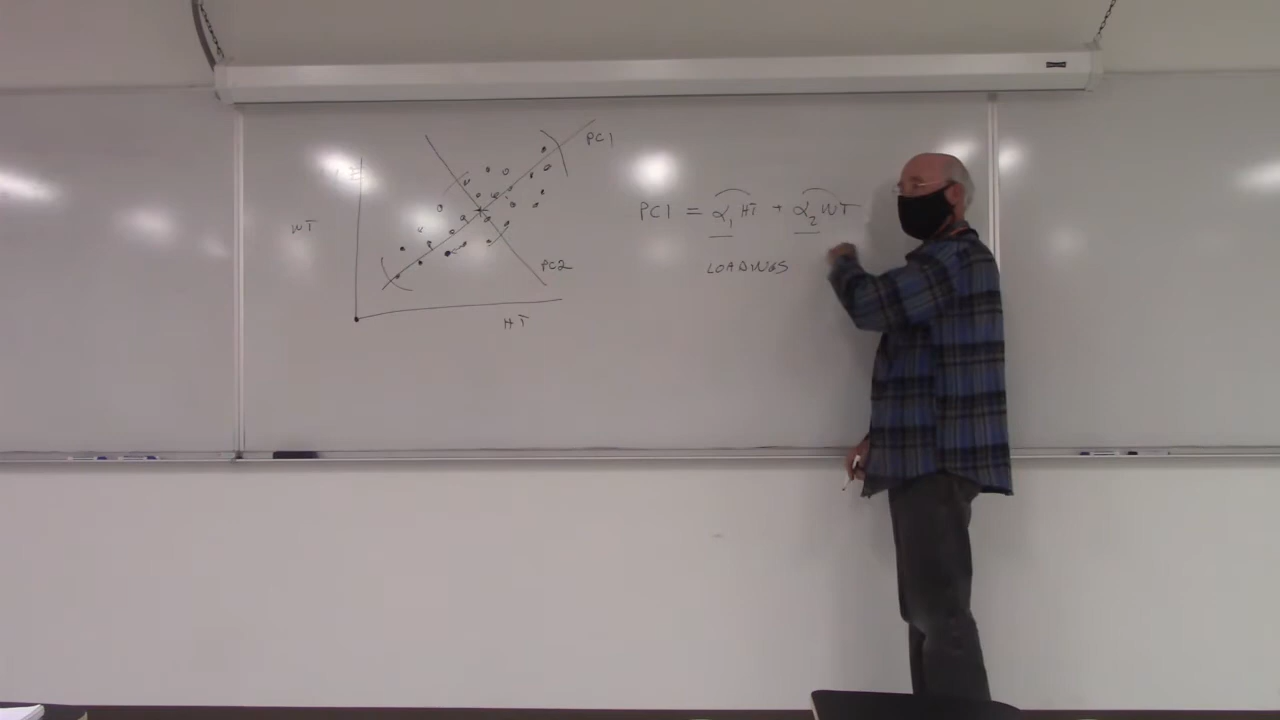 PC1
WT
PC2
HT
PC1 = α₁ HT + α₂ WT
LOADINGS